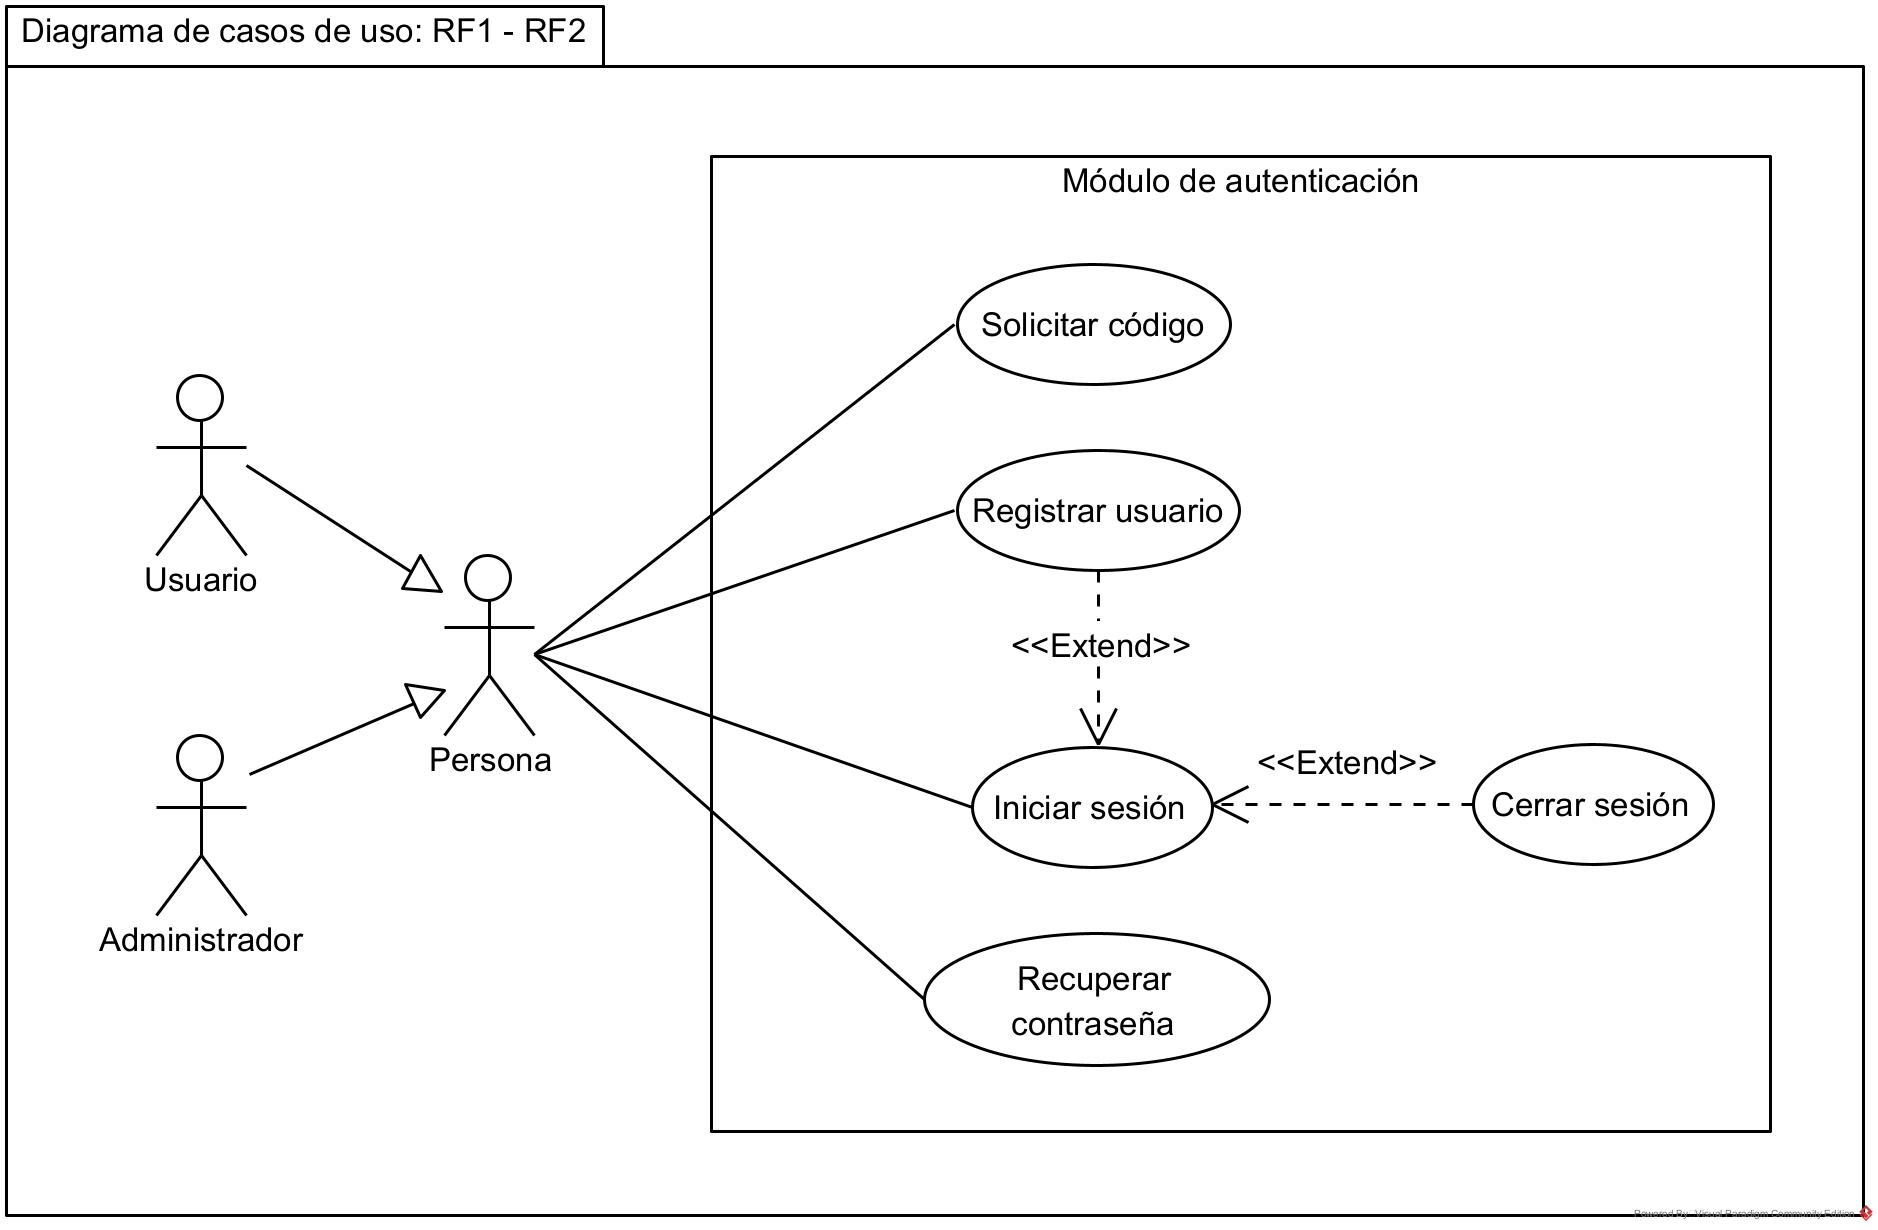 Diagrama de casos de uso: RF1 - RF2
Módulo de autenticación
Solicitar código
Registrar usuario
Usuario
<<Extend>>
Persona
<<Extend>>
Iniciar sesión
Cerrar sesión
Administrador
Recuperar
contraseña
Powered By Visual Paradigm Community Edition